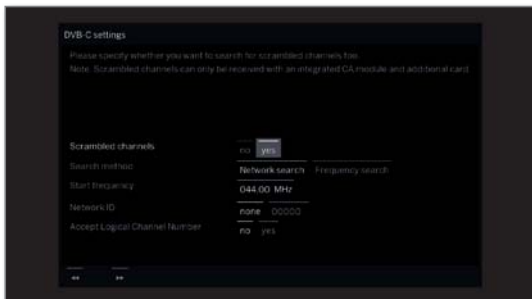 DVB-C settings
Please specify whether you want to search for scrambled channels too.
Note: Scrambled channels can only be received with an integrated CA module and additional card
Scrambled channels no yes
Search method Network search Frequency search
Start frequency 044.00 MHz
Network ID none 00000
Accept Logical Channel Number no yes